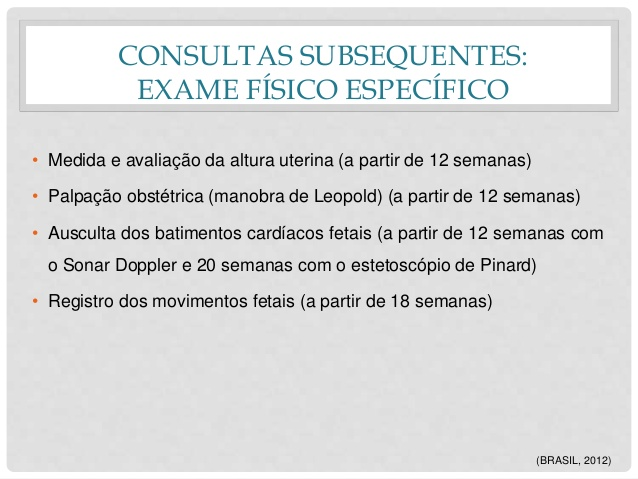 CONSULTAS SUBSEQUENTES:
EXAME FÍSICO ESPECÍFICO
• Medida e avaliação da altura uterina (a partir de 12 semanas)
• Palpação obstétrica (manobra de Leopold) (a partir de 12 semanas)
• Ausculta dos batimentos cardíacos fetais (a partir de 12 semanas com
o Sonar Doppler e 20 semanas com o estetoscópio de Pinard)
• Registro dos movimentos fetais (a partir de 18 semanas)
(BRASIL, 2012)